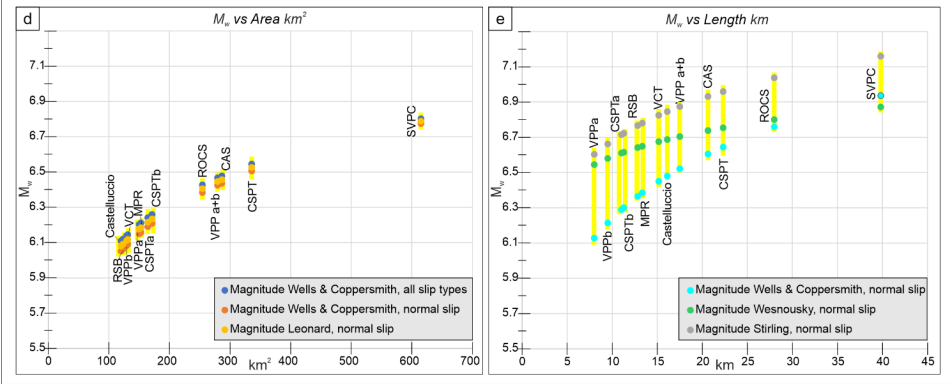 d
Mw vs Area km²
7.1
6.9
6.7
6.5
6.3
6.1
5.9
5.7
5.5
Mw
0
100
200
300
400
500
600
700
km²
Castelluccio
RSB
VPPb
VCT
VPPa
MPR
CSPTa
CSPTb
ROCS
VPP a+b
CAS
CSPT
SVPC
Magnitude Wells & Coppersmith, all slip types
Magnitude Wells & Coppersmith, normal slip
Magnitude Leonard, normal slip
e
Mw vs Length km
7.1
6.9
6.7
6.5
6.3
6.1
5.9
5.7
5.5
Mw
0
5
10
15
20
25
30
35
40
45
km
VPPa
VPPb
CSPTa
CSPTb
RSB
MPR
VCT
Castelluccio
VPP a+b
CAS
CSPT
ROCS
SVPC
Magnitude Wells & Coppersmith, normal slip
Magnitude Wesnousky, normal slip
Magnitude Stirling, normal slip